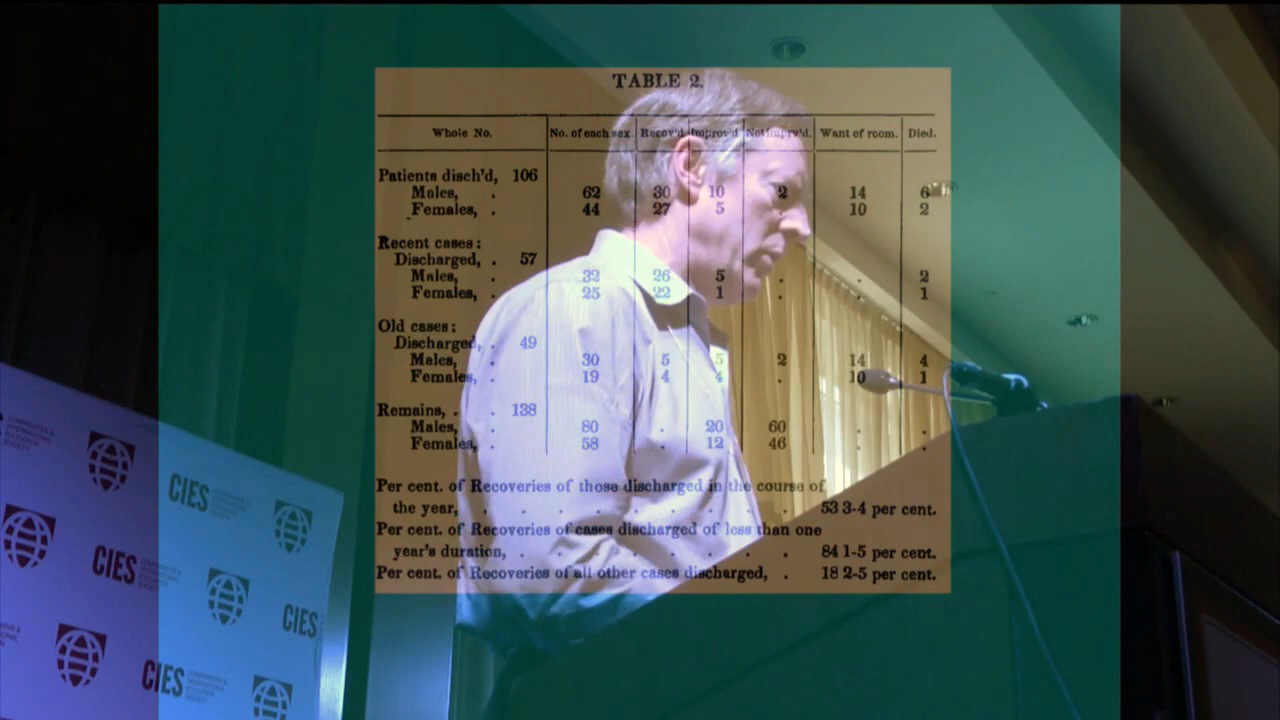 TABLE 2.
Whole No. No. of each sex. Recov'd Improv'd Not imprv'd. Want of room. Died.
Patients disch'd, 106
Males, . 62 30 10 2 14 6
Females, . 44 27 5 10 2
Recent cases:
Discharged, . 57
Males, . 32 26 5 . . 2
Females, . 25 22 1 . . 1
Old cases:
Discharged, . 49
Males, . 30 5 5 2 14 4
Females, . 19 4 4 . 10 1
Remains, . . 138
Males, . 80 . 20 60 . .
Females, . 58 . 12 46 . .
Per cent. of Recoveries of those discharged in the course of
the year, . . . . . . . . 53 3-4 per cent.
Per cent. of Recoveries of cases discharged of less than one
year's duration, . . . . . . . . 84 1-5 per cent.
Per cent. of Recoveries of all other cases discharged, . 18 2-5 per cent.
CIES
CIES
CIES
CIES